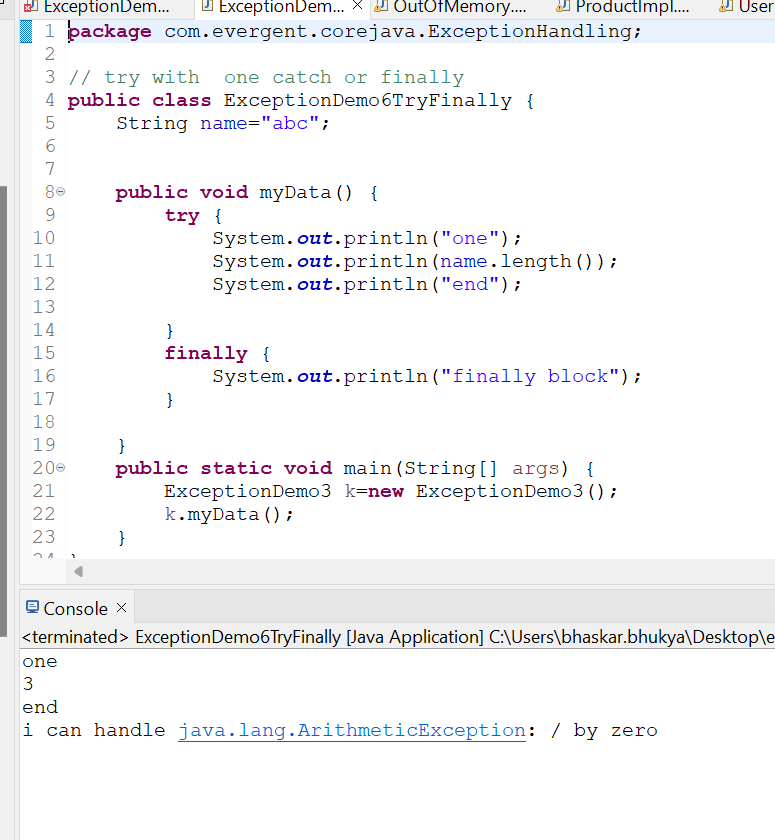 ExceptionDem... ExceptionDem... OutOfMemory.... ProductImpl.... User
1 package com.evergent.corejava.ExceptionHandling;
2
3 // try with  one catch or finally
4 public class ExceptionDemo6TryFinally {
5     String name="abc";
6
7
8     public void myData() {
9         try {
10             System.out.println("one");
11             System.out.println(name.length());
12             System.out.println("end");
13
14         }
15         finally {
16             System.out.println("finally block");
17         }
18
19     }
20     public static void main(String[] args) {
21         ExceptionDemo3 k=new ExceptionDemo3();
22         k.myData();
23     }
24 }
Console
<terminated> ExceptionDemo6TryFinally [Java Application] C:\Users\bhaskar.bhukya\Desktop\e
one
3
end
i can handle java.lang.ArithmeticException: / by zero